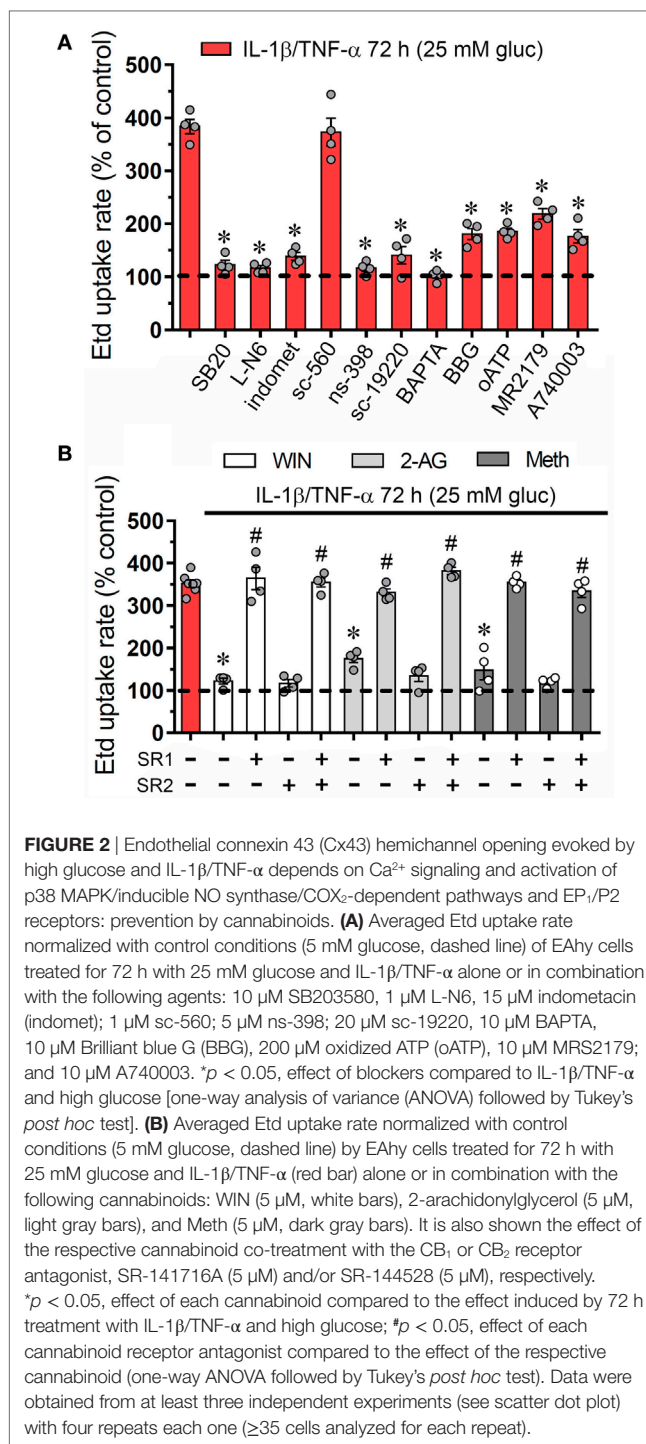 A
IL-1β/TNF-α 72 h (25 mM gluc)
Etd uptake rate (% of control)
500
400
300
200
100
0
* * * * * * * * * *
SB20
L-N6
indomet
sc-560
ns-398
sc-19220
BAPTA
BBG
oATP
MR2179
A740003
B
WIN 2-AG Meth
IL-1β/TNF-α 72 h (25 mM gluc)
Etd uptake rate (% control)
500
400
300
200
100
0
* # # * # # * # #
SR1 – – + – + – + – + – + – +
SR2 – – – + + – – + + – – + +
FIGURE 2 | Endothelial connexin 43 (Cx43) hemichannel opening evoked by
high glucose and IL-1β/TNF-α depends on Ca²⁺ signaling and activation of
p38 MAPK/inducible NO synthase/COX₂-dependent pathways and EP₁/P2
receptors: prevention by cannabinoids. (A) Averaged Etd uptake rate
normalized with control conditions (5 mM glucose, dashed line) of EAhy cells
treated for 72 h with 25 mM glucose and IL-1β/TNF-α alone or in combination
with the following agents: 10 μM SB203580, 1 μM L-N6, 15 μM indometacin
(indomet); 1 μM sc-560; 5 μM ns-398; 20 μM sc-19220, 10 μM BAPTA,
10 μM Brilliant blue G (BBG), 200 μM oxidized ATP (oATP), 10 μM MRS2179;
and 10 μM A740003. *p < 0.05, effect of blockers compared to IL-1β/TNF-α
and high glucose [one-way analysis of variance (ANOVA) followed by Tukey's
post hoc test]. (B) Averaged Etd uptake rate normalized with control
conditions (5 mM glucose, dashed line) by EAhy cells treated for 72 h with
25 mM glucose and IL-1β/TNF-α (red bar) alone or in combination with the
following cannabinoids: WIN (5 μM, white bars), 2-arachidonylglycerol (5 μM,
light gray bars), and Meth (5 μM, dark gray bars). It is also shown the effect of
the respective cannabinoid co-treatment with the CB₁ or CB₂ receptor
antagonist, SR-141716A (5 μM) and/or SR-144528 (5 μM), respectively.
*p < 0.05, effect of each cannabinoid compared to the effect induced by 72 h
treatment with IL-1β/TNF-α and high glucose; #p < 0.05, effect of each
cannabinoid receptor antagonist compared to the effect of the respective
cannabinoid (one-way ANOVA followed by Tukey's post hoc test). Data were
obtained from at least three independent experiments (see scatter dot plot)
with four repeats each one (≥35 cells analyzed for each repeat).